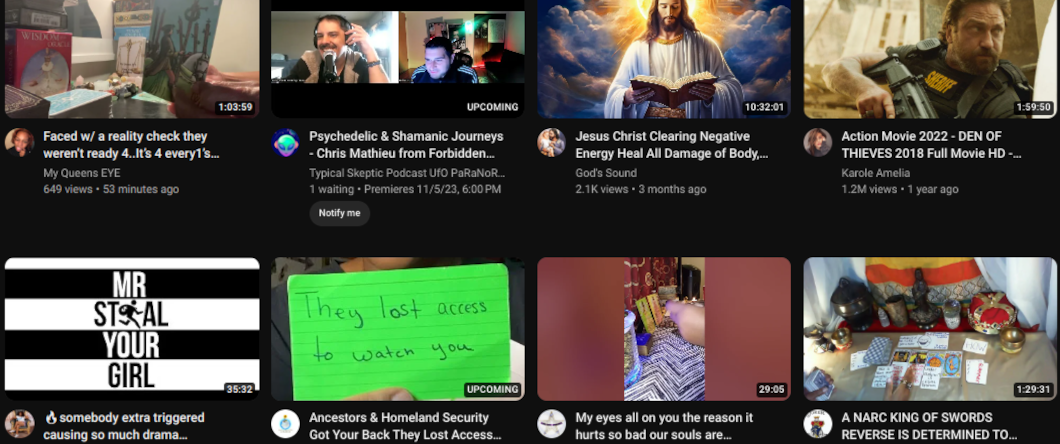 WISDOM
ORACLE
1:03:59
UPCOMING
10:32:01
SHERIFF
1:59:50
Faced w/ a reality check they
weren't ready 4..It's 4 every1's...
My Queens EYE
649 views • 53 minutes ago
Psychedelic & Shamanic Journeys
- Chris Mathieu from Forbidden...
Typical Skeptic Podcast UfO PaRaNoR...
1 waiting • Premieres 11/5/23, 6:00 PM
Notify me
Jesus Christ Clearing Negative
Energy Heal All Damage of Body,...
God's Sound
2.1K views • 3 months ago
Action Movie 2022 - DEN OF
THIEVES 2018 Full Movie HD -...
Karole Amelia
1.2M views • 1 year ago
MR
STEAL
YOUR
GIRL
35:32
They lost access
to watch you
UPCOMING
29:05
1:29:31
🔥somebody extra triggered
causing so much drama...
Ancestors & Homeland Security
Got Your Back They Lost Access...
My eyes all on you the reason it
hurts so bad our souls are...
A NARC KING OF SWORDS
REVERSE IS DETERMINED TO...